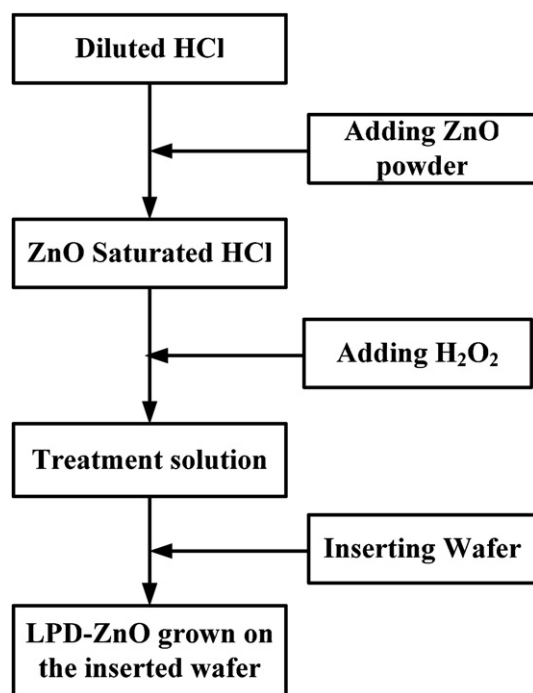 Diluted HCl
Adding ZnO
powder
ZnO Saturated HCl
Adding H₂O₂
Treatment solution
Inserting Wafer
LPD-ZnO grown on
the inserted wafer